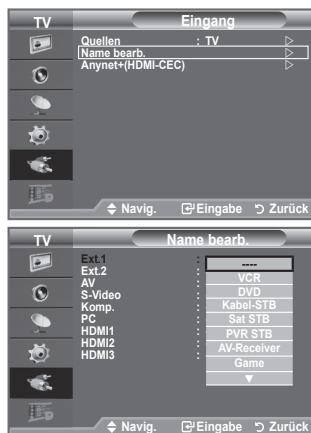 TV Eingang
Quellen : TV ▷
Name bearb. ▷
Anynet+(HDMI-CEC) ▷
Navig. Eingabe Zurück
TV Name bearb.
Ext.1 : ----
Ext.2 : VCR
AV : DVD
S-Video : Kabel-STB
Komp. : Sat STB
PC : PVR STB
HDMI1 : AV-Receiver
HDMI2 : Game
HDMI3 : ▼
Navig. Eingabe Zurück